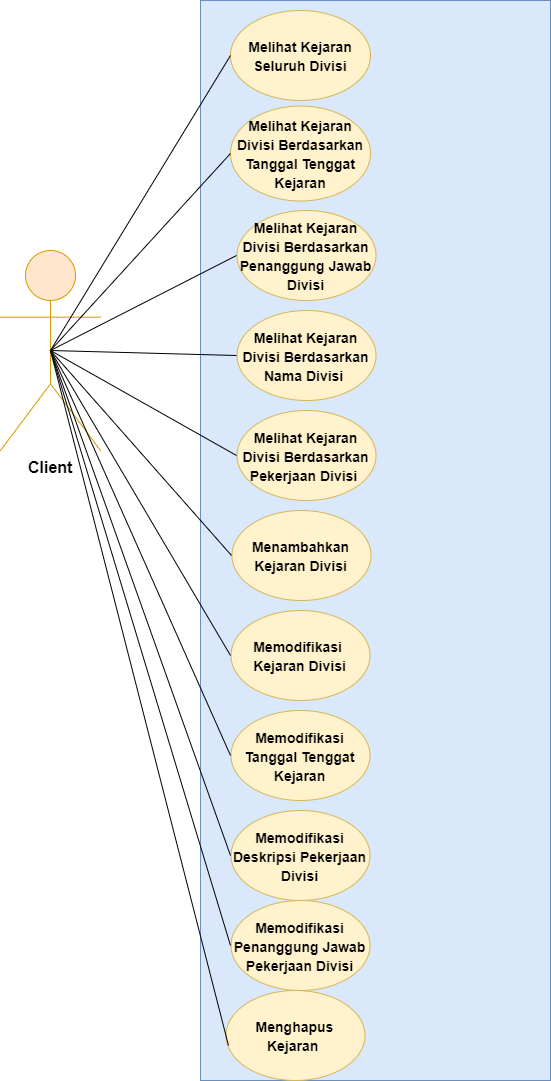 Melihat Kejaran
Seluruh Divisi
Melihat Kejaran
Divisi Berdasarkan
Tanggal Tenggat
Kejaran
Melihat Kejaran
Divisi Berdasarkan
Penanggung Jawab
Divisi
Melihat Kejaran
Divisi Berdasarkan
Nama Divisi
Melihat Kejaran
Divisi Berdasarkan
Pekerjaan Divisi
Client
Menambahkan
Kejaran Divisi
Memodifikasi
Kejaran Divisi
Memodifikasi
Tanggal Tenggat
Kejaran
Memodifikasi
Deskripsi Pekerjaan
Divisi
Memodifikasi
Penanggung Jawab
Pekerjaan Divisi
Menghapus
Kejaran